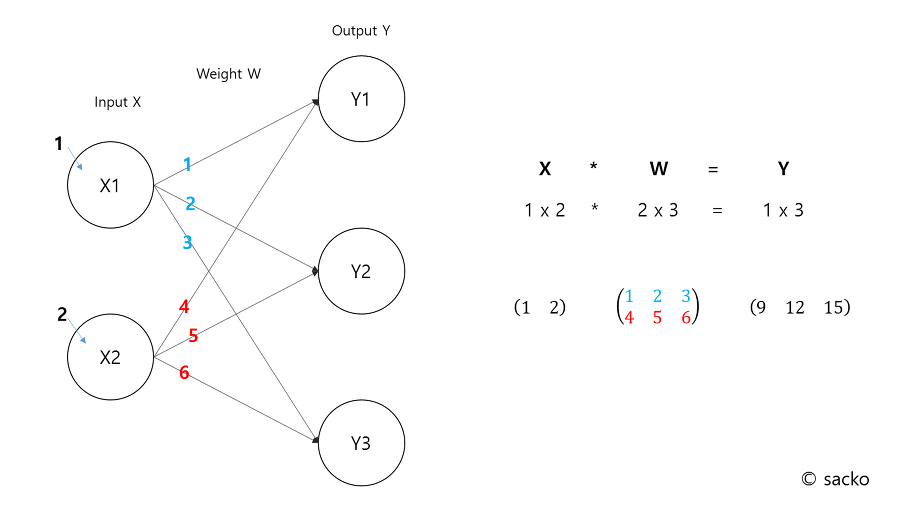 Output Y
Weight W
Input X
Y1
1
X1
1
2
3
Y2
2
X2
4
5
6
Y3
X * W = Y
1 x 2 * 2 x 3 = 1 x 3
(1 2) (1 2 3 (9 12 15)
4 5 6)
© sacko